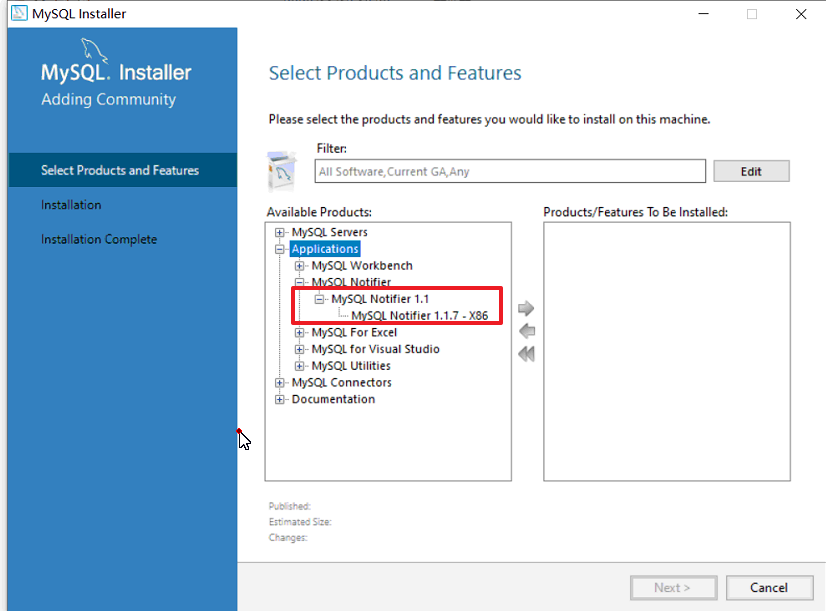 MySQL Installer
MySQL. Installer
Adding Community
Select Products and Features
Installation
Installation Complete
Select Products and Features
Please select the products and features you would like to install on this machine.
Filter:
All Software,Current GA,Any
Edit
Available Products:
MySQL Servers
Applications
MySQL Workbench
MySQL Notifier
MySQL Notifier 1.1
MySQL Notifier 1.1.7 - X86
MySQL For Excel
MySQL for Visual Studio
MySQL Utilities
MySQL Connectors
Documentation
Products/Features To Be Installed:
Published:
Estimated Size:
Changes:
Next >
Cancel